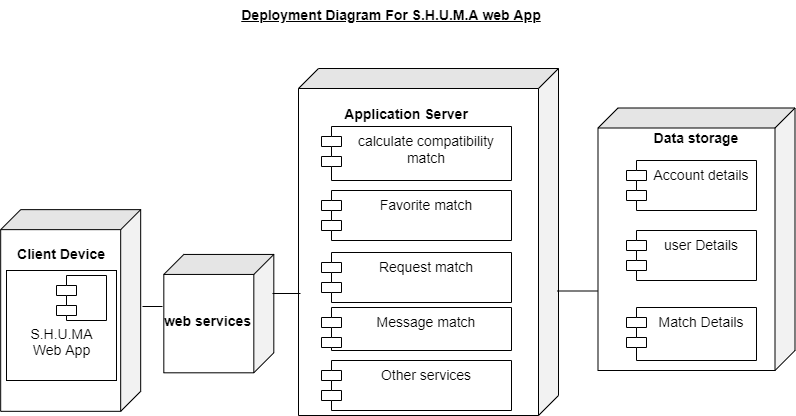 Deployment Diagram For S.H.U.M.A web App
Client Device
S.H.U.MA
Web App
web services
Application Server
calculate compatibility
match
Favorite match
Request match
Message match
Other services
Data storage
Account details
user Details
Match Details